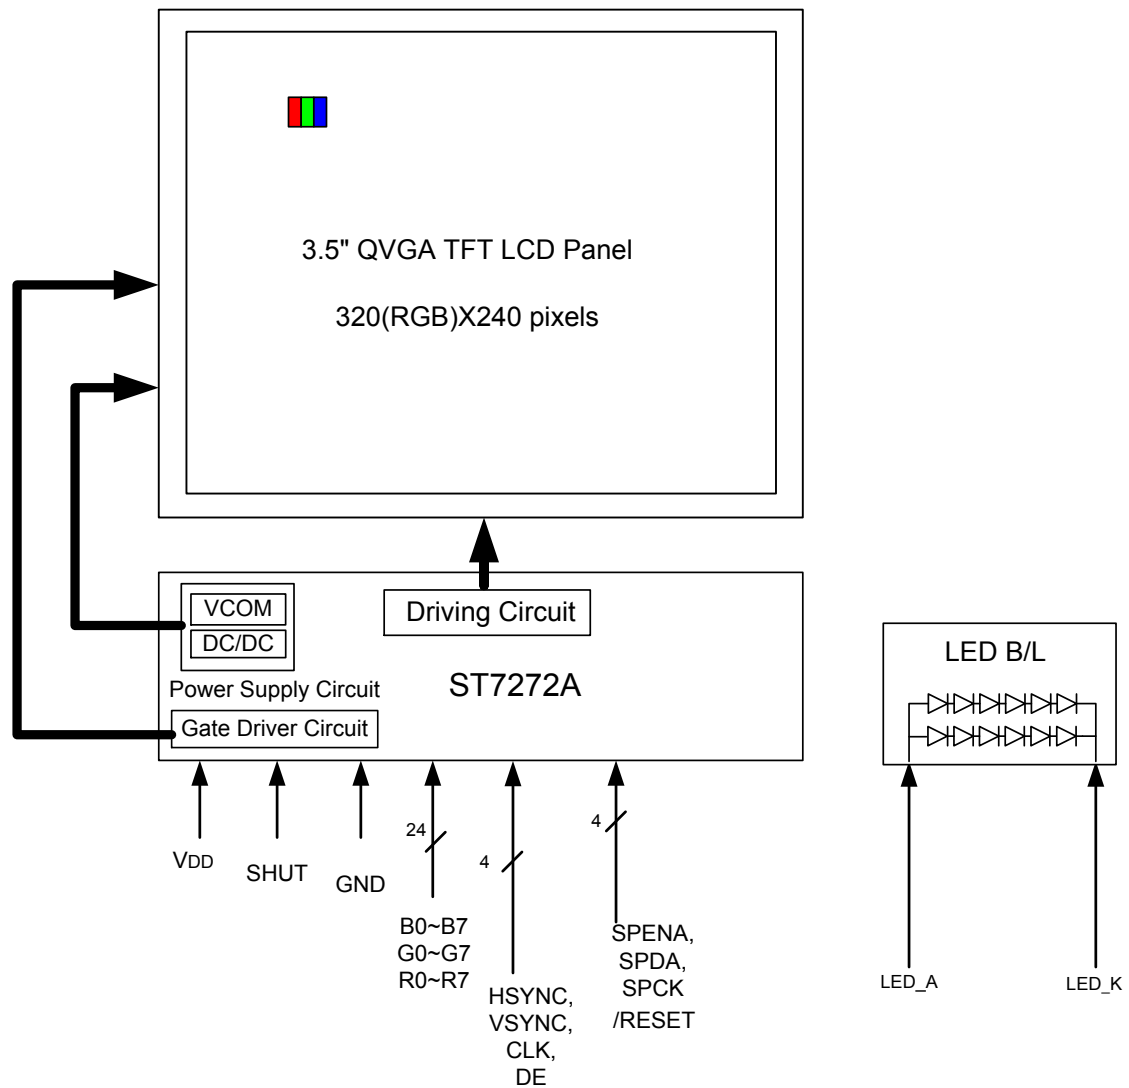 3.5" QVGA TFT LCD Panel
320(RGB)X240 pixels
VCOM
DC/DC
Power Supply Circuit
Gate Driver Circuit
Driving Circuit
ST7272A
LED B/L
VDD
SHUT
GND
24
B0~B7
G0~G7
R0~R7
4
HSYNC,
VSYNC,
CLK,
DE
4
SPENA,
SPDA,
SPCK
/RESET
LED_A
LED_K